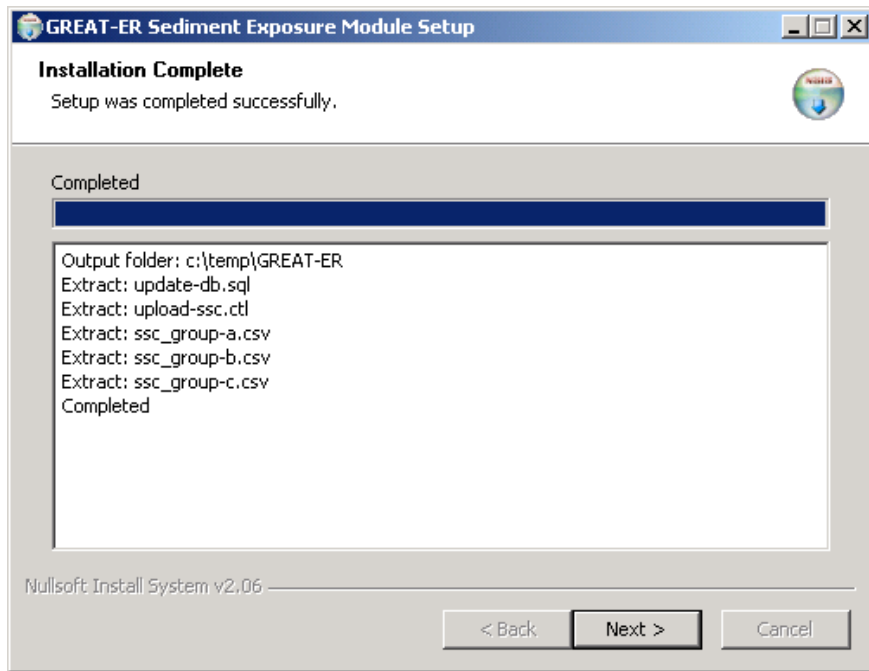 GREAT-ER Sediment Exposure Module Setup
Installation Complete
Setup was completed successfully.
Completed
Output folder: c:\temp\GREAT-ER
Extract: update-db.sql
Extract: upload-ssc.ctl
Extract: ssc_group-a.csv
Extract: ssc_group-b.csv
Extract: ssc_group-c.csv
Completed
Nullsoft Install System v2.06
< Back Next > Cancel